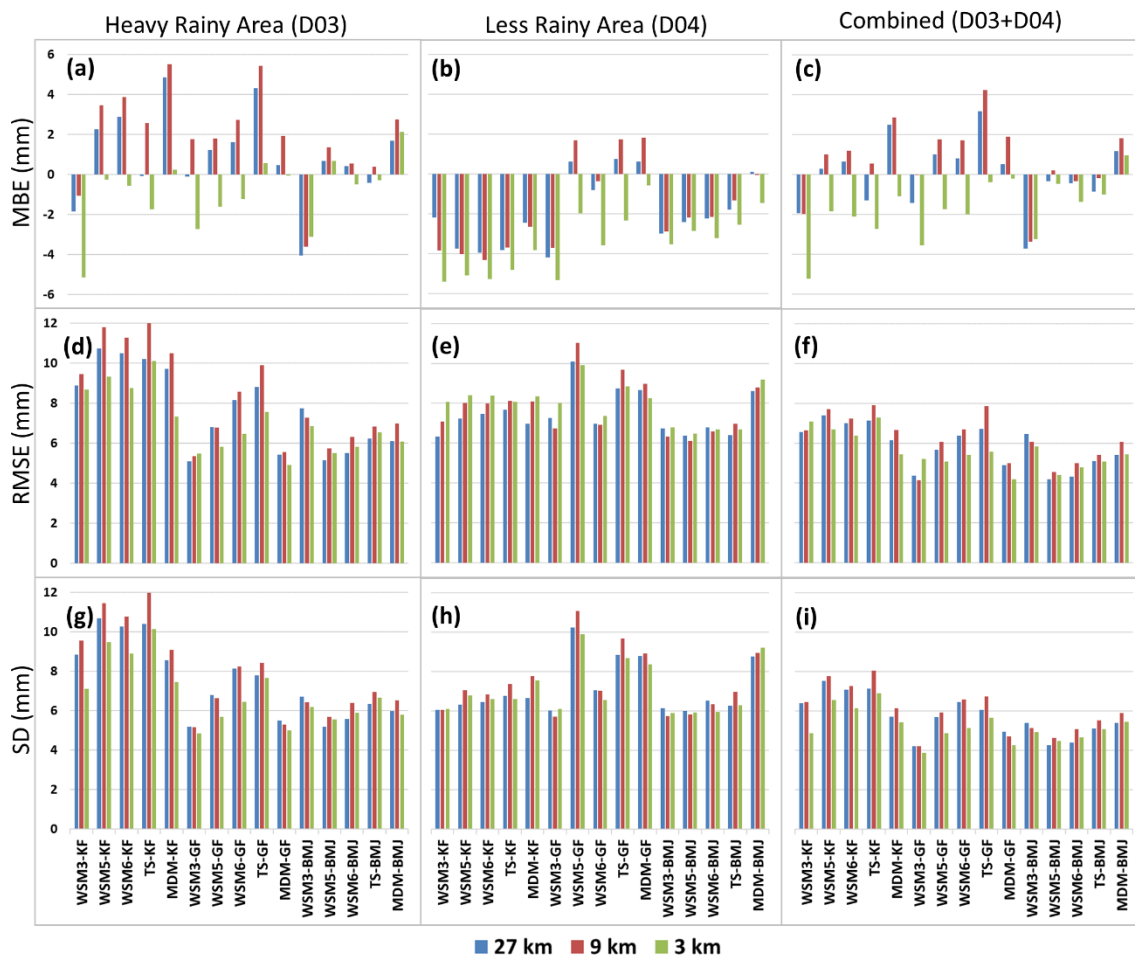 Heavy Rainy Area (D03)
Less Rainy Area (D04)
Combined (D03+D04)
MBE (mm)
6
4
2
0
-2
-4
-6
(a)
(b)
(c)
RMSE (mm)
12
10
8
6
4
2
0
(d)
(e)
(f)
SD (mm)
12
10
8
6
4
2
0
(g)
(h)
(i)
WSM3-KF
WSM5-KF
WSM6-KF
TS-KF
MDM-KF
WSM3-GF
WSM5-GF
WSM6-GF
TS-GF
MDM-GF
WSM3-BMJ
WSM5-BMJ
WSM6-BMJ
TS-BMJ
MDM-BMJ
WSM3-KF
WSM5-KF
WSM6-KF
TS-KF
MDM-KF
WSM3-GF
WSM5-GF
WSM6-GF
TS-GF
MDM-GF
WSM3-BMJ
WSM5-BMJ
WSM6-BMJ
TS-BMJ
MDM-BMJ
WSM3-KF
WSM5-KF
WSM6-KF
TS-KF
MDM-KF
WSM3-GF
WSM5-GF
WSM6-GF
TS-GF
MDM-GF
WSM3-BMJ
WSM5-BMJ
WSM6-BMJ
TS-BMJ
MDM-BMJ
27 km 9 km 3 km